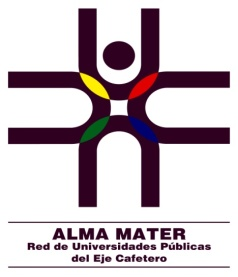 ALMA MATER
Red de Universidades Públicas
del Eje Cafetero